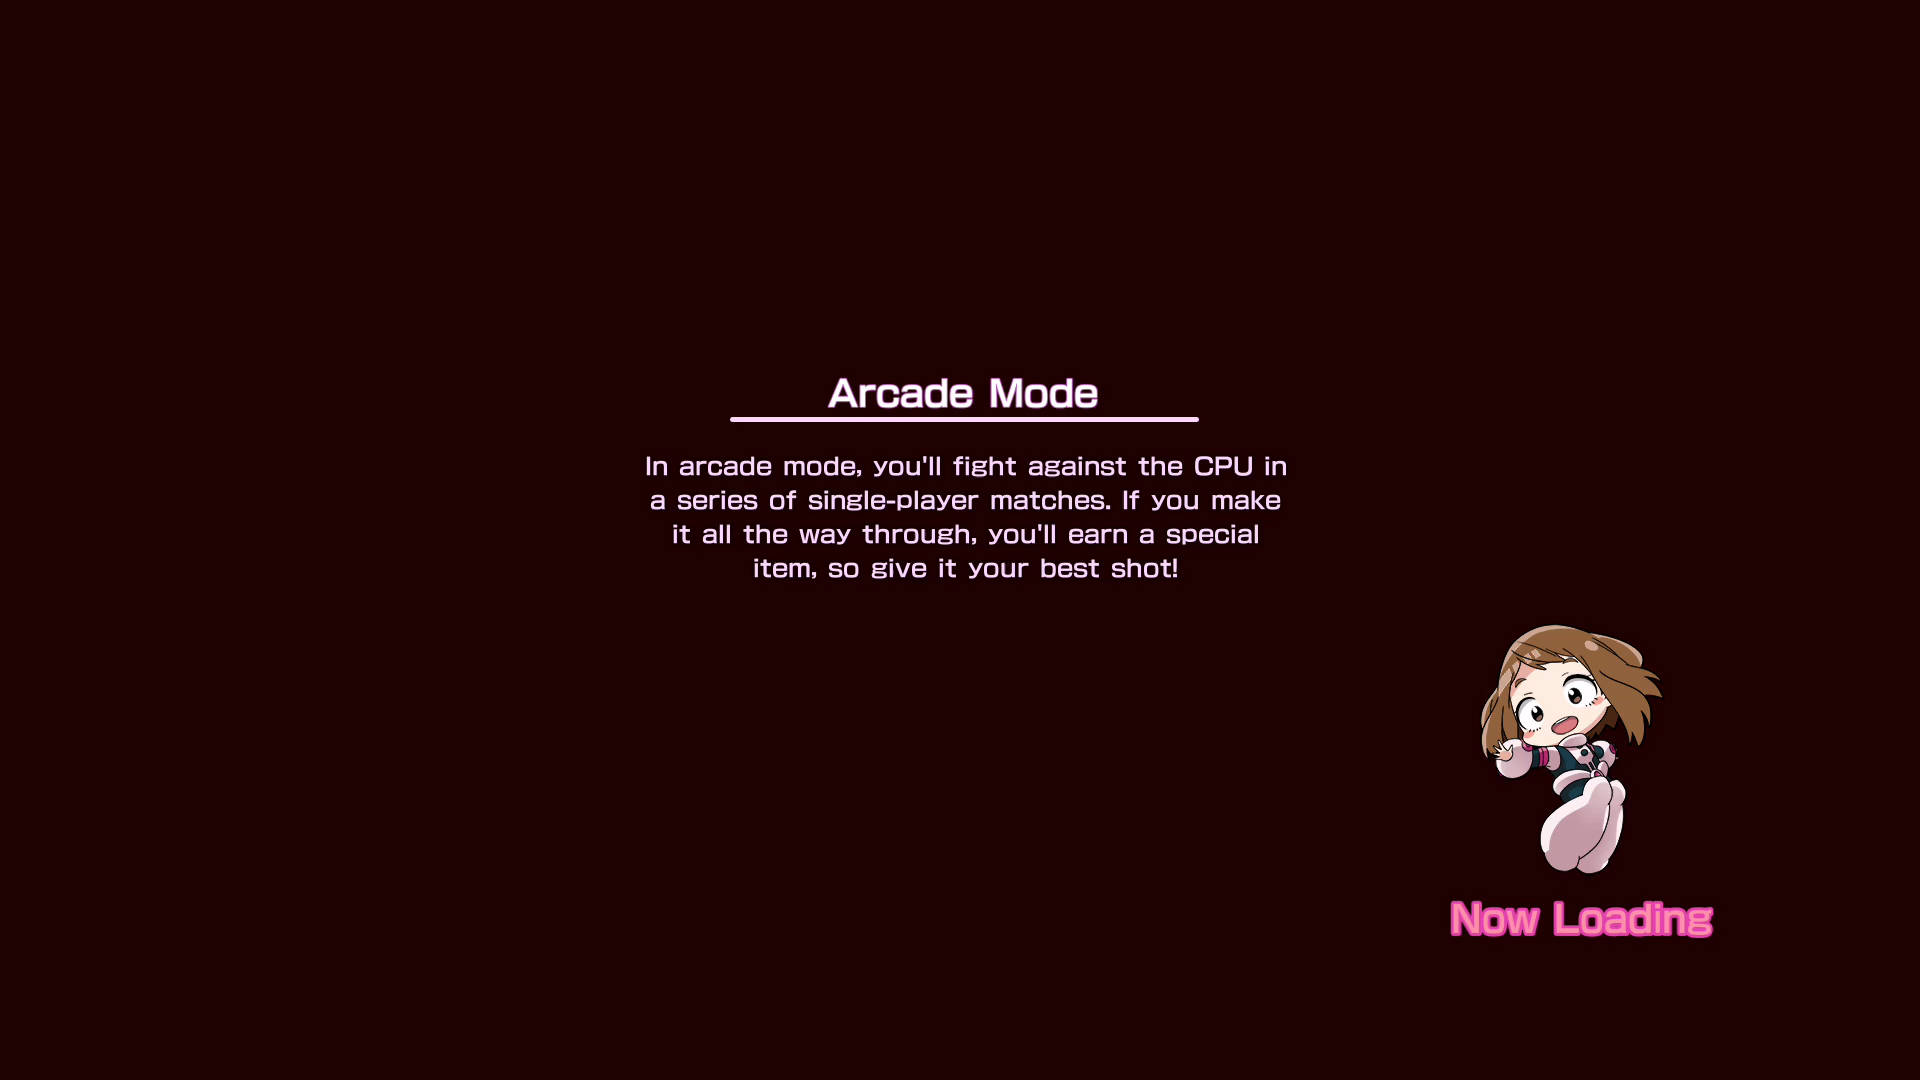 Arcade Mode
In arcade mode, you'll fight against the CPU in
a series of single-player matches. If you make
it all the way through, you'll earn a special
item, so give it your best shot!
Now Loading